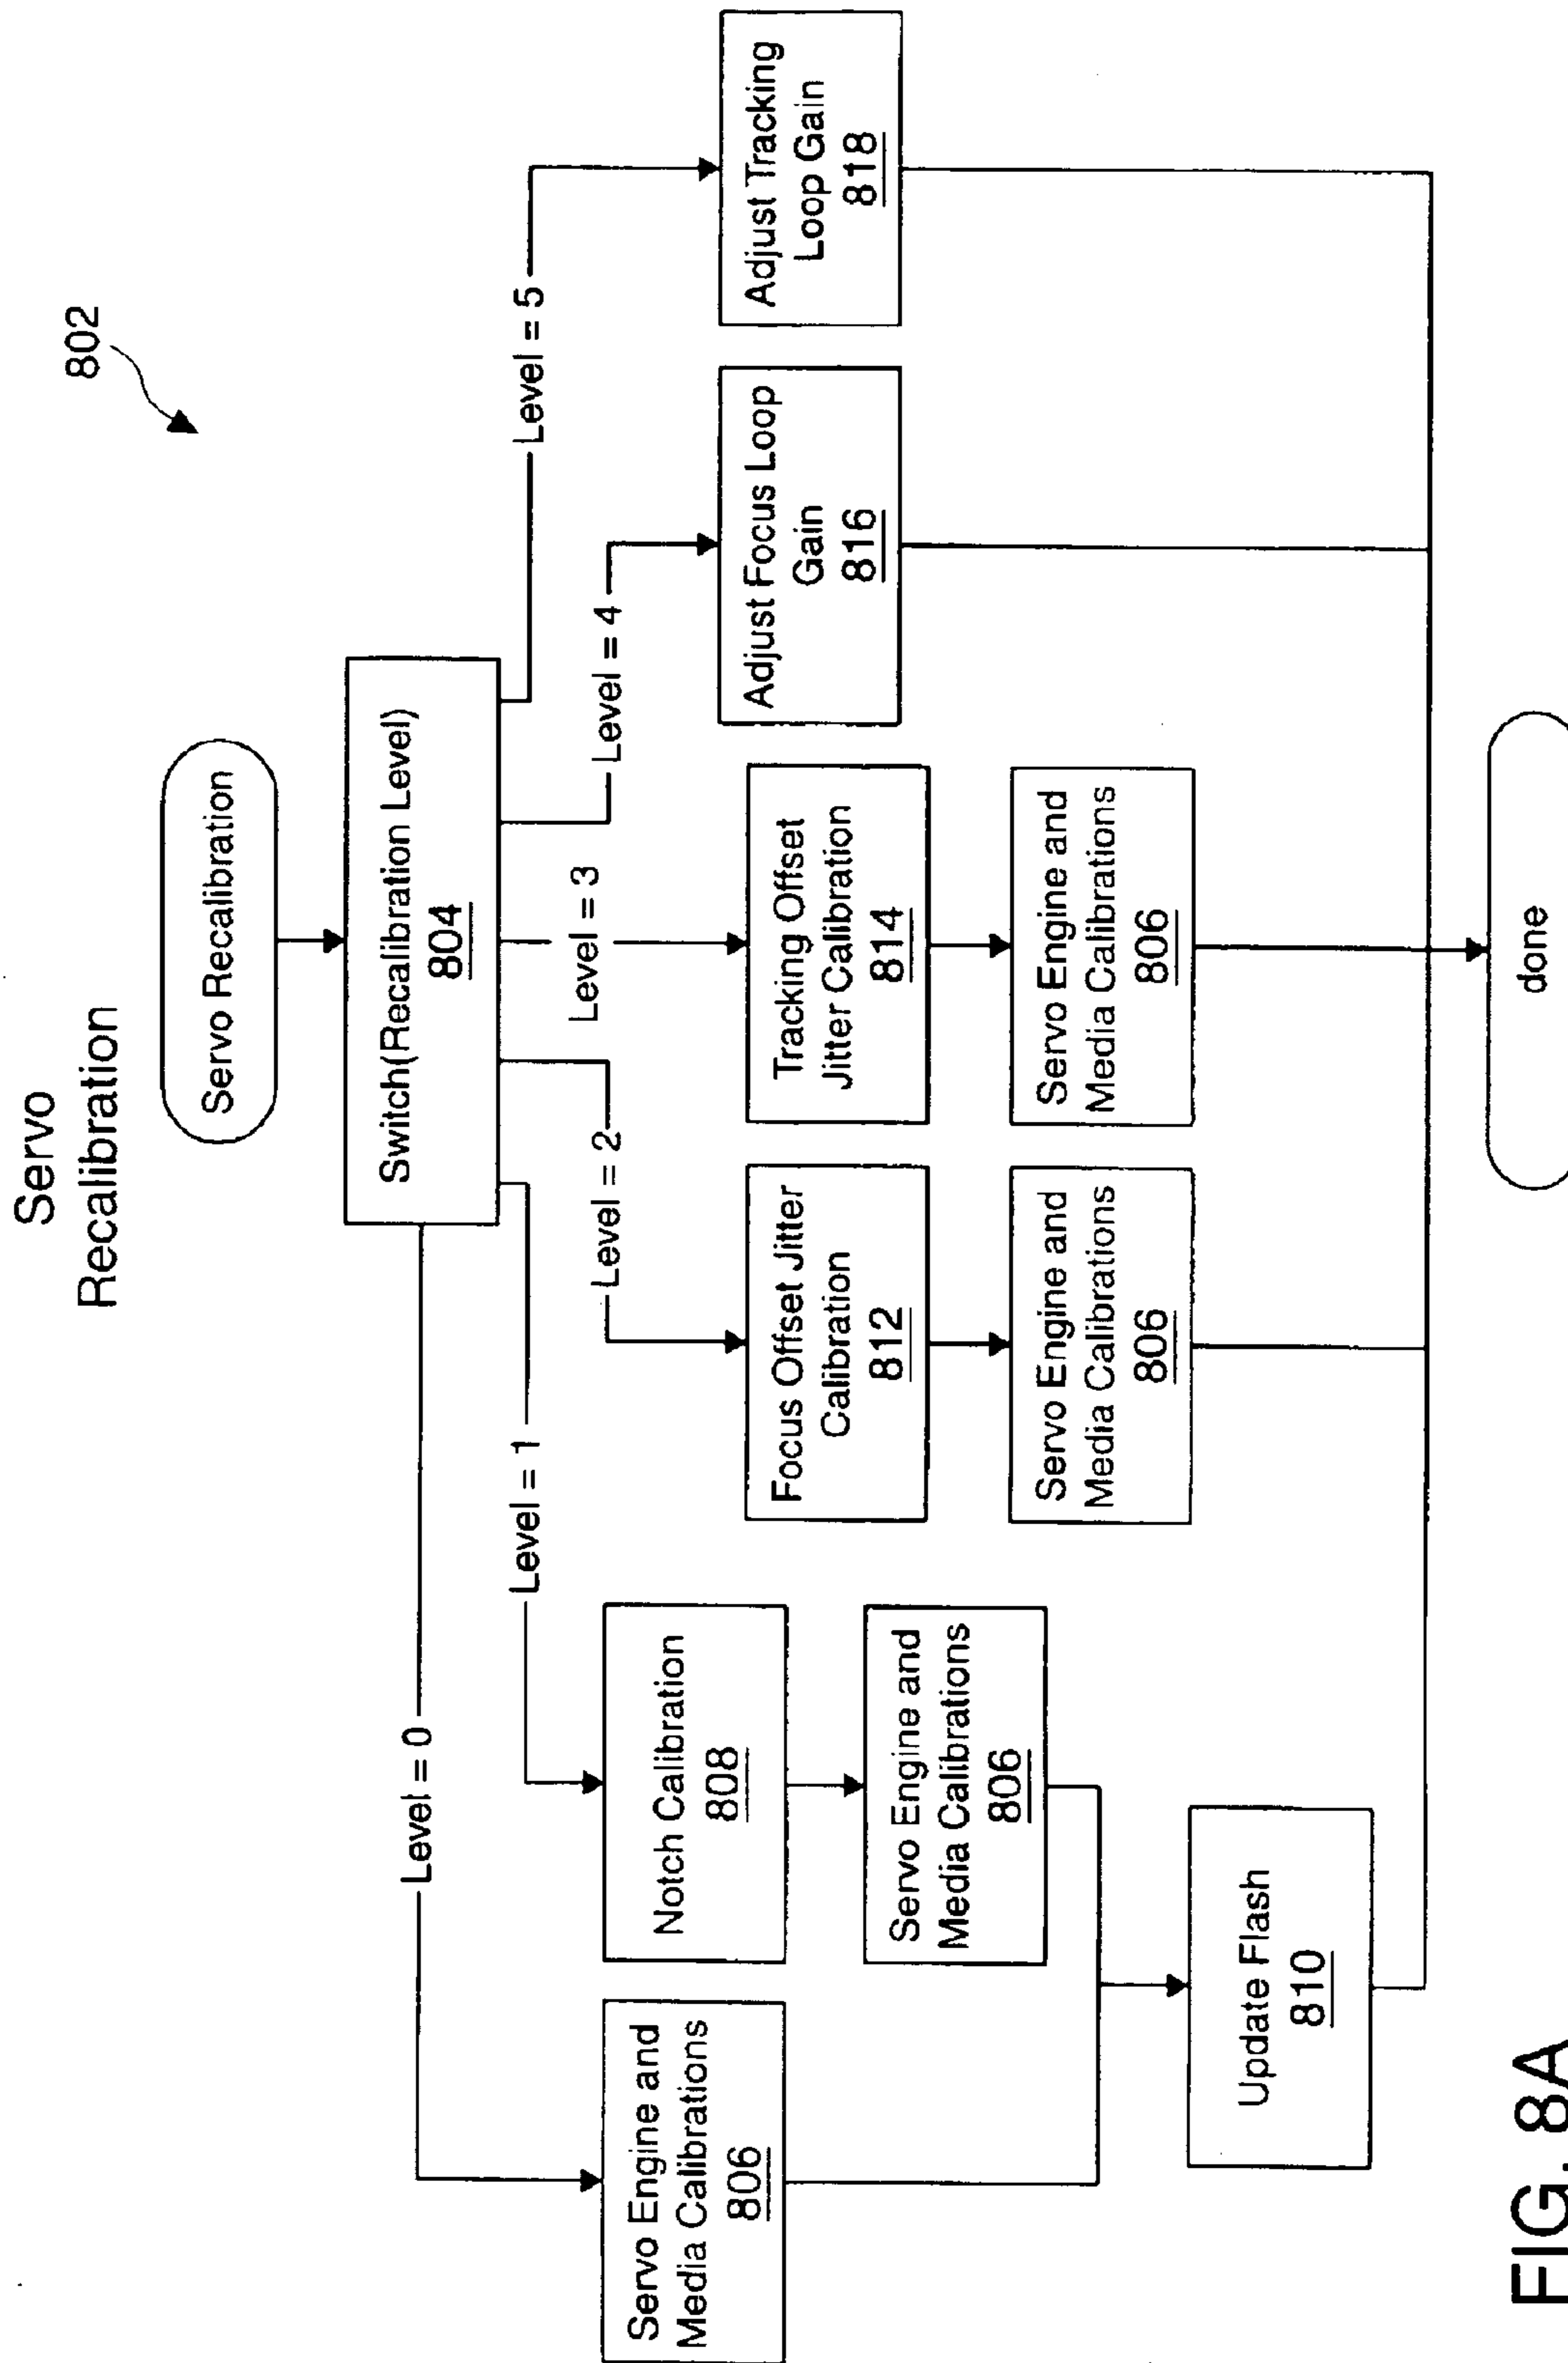 Servo
Recalibration
802
Servo Recalibration
Switch(Recalibration Level)
804
Level = 0
Level = 1
Level = 2
Level = 3
Level = 4
Level = 5
Servo Engine and
Media Calibrations
806
Notch Calibration
808
Servo Engine and
Media Calibrations
806
Update Flash
810
Focus Offset Jitter
Calibration
812
Servo Engine and
Media Calibrations
806
Tracking Offset
Jitter Calibration
814
Servo Engine and
Media Calibrations
806
Adjust Focus Loop
Gain
816
Adjust Tracking
Loop Gain
818
done
FIG. 8A